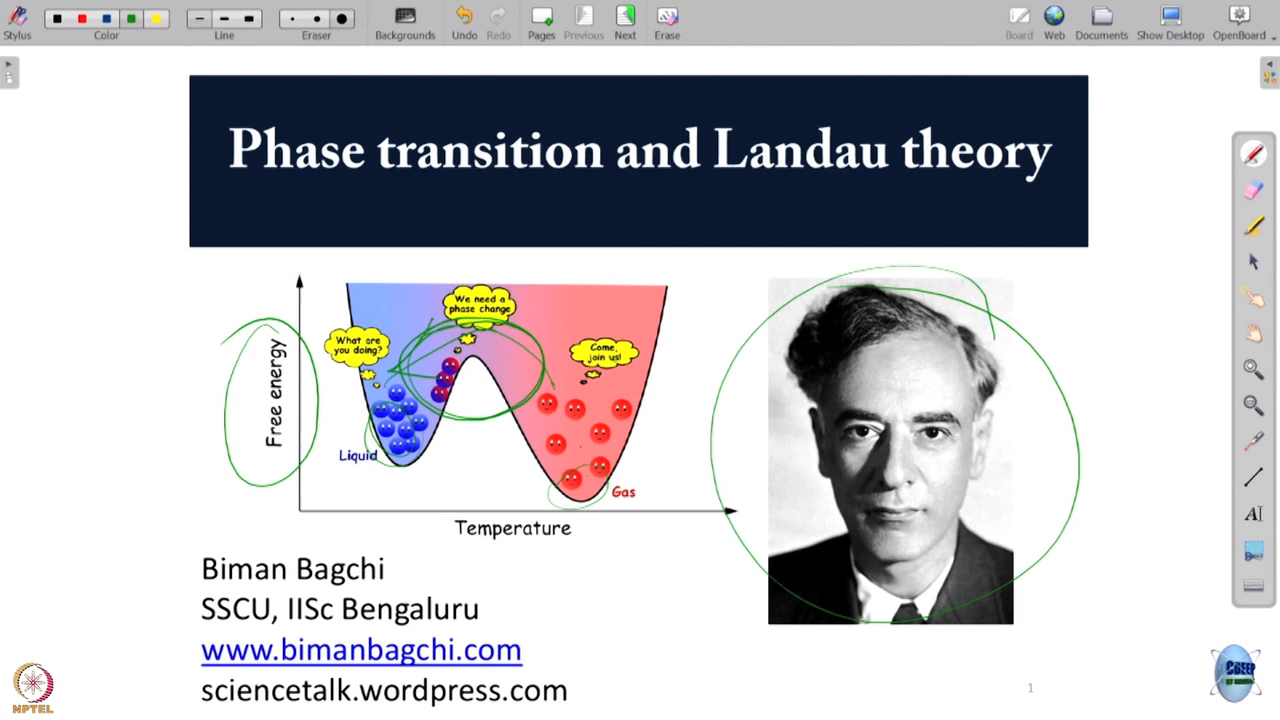 Stylus
Color
Line
Eraser
Backgrounds
Undo
Redo
Pages
Previous
Next
Erase
Board
Web
Documents
Show Desktop
OpenBoard
Phase transition and Landau theory
We need a
phase change
What are
you doing?
Come,
join us!
Free energy
Liquid
Gas
Temperature
Biman Bagchi
SSCU, IISc Bengaluru
www.bimanbagchi.com
sciencetalk.wordpress.com
1
NPTEL